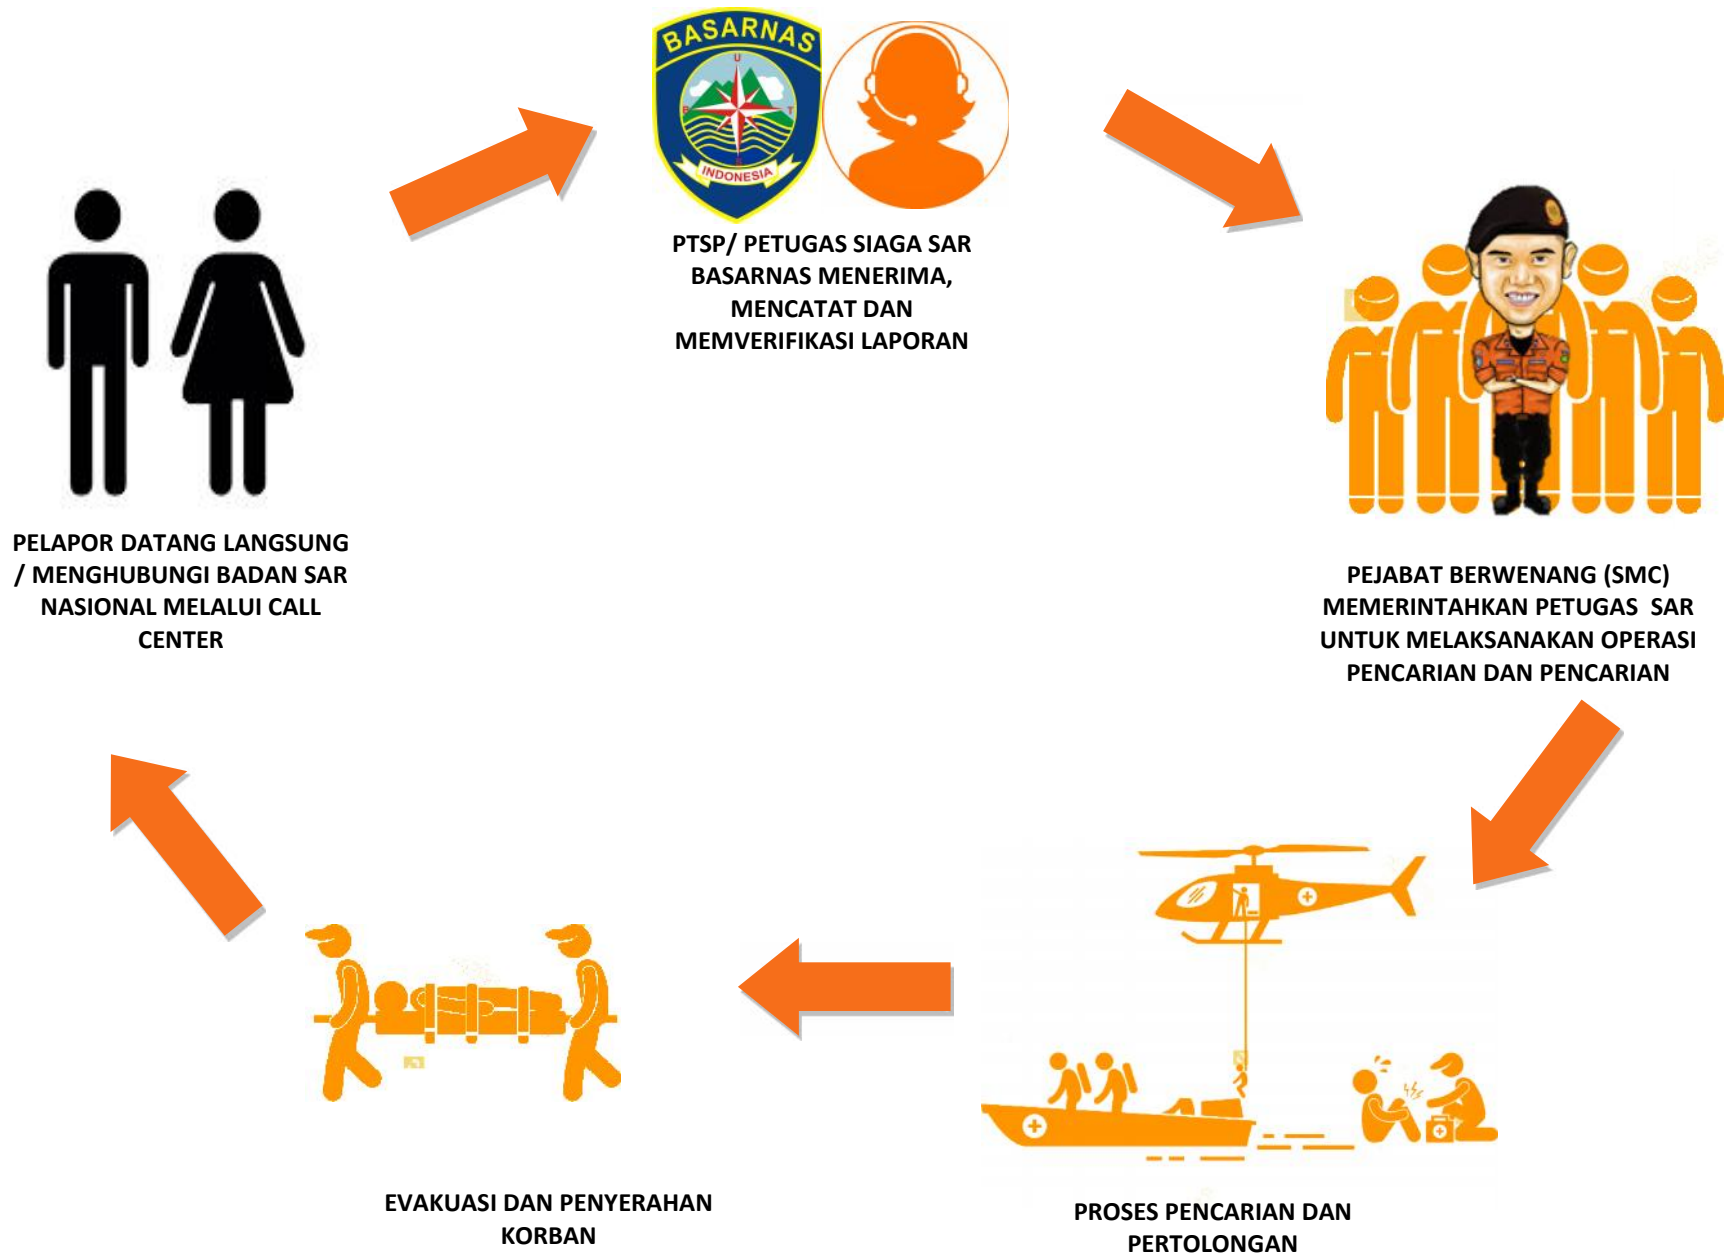 BASARNAS
U
B
T
S
INDONESIA
PTSP/ PETUGAS SIAGA SAR
BASARNAS MENERIMA,
MENCATAT DAN
MEMVERIFIKASI LAPORAN
PELAPOR DATANG LANGSUNG
/ MENGHUBUNGI BADAN SAR
NASIONAL MELALUI CALL
CENTER
PEJABAT BERWENANG (SMC)
MEMERINTAHKAN PETUGAS  SAR
UNTUK MELAKSANAKAN OPERASI
PENCARIAN DAN PENCARIAN
EVAKUASI DAN PENYERAHAN
KORBAN
PROSES PENCARIAN DAN
PERTOLONGAN